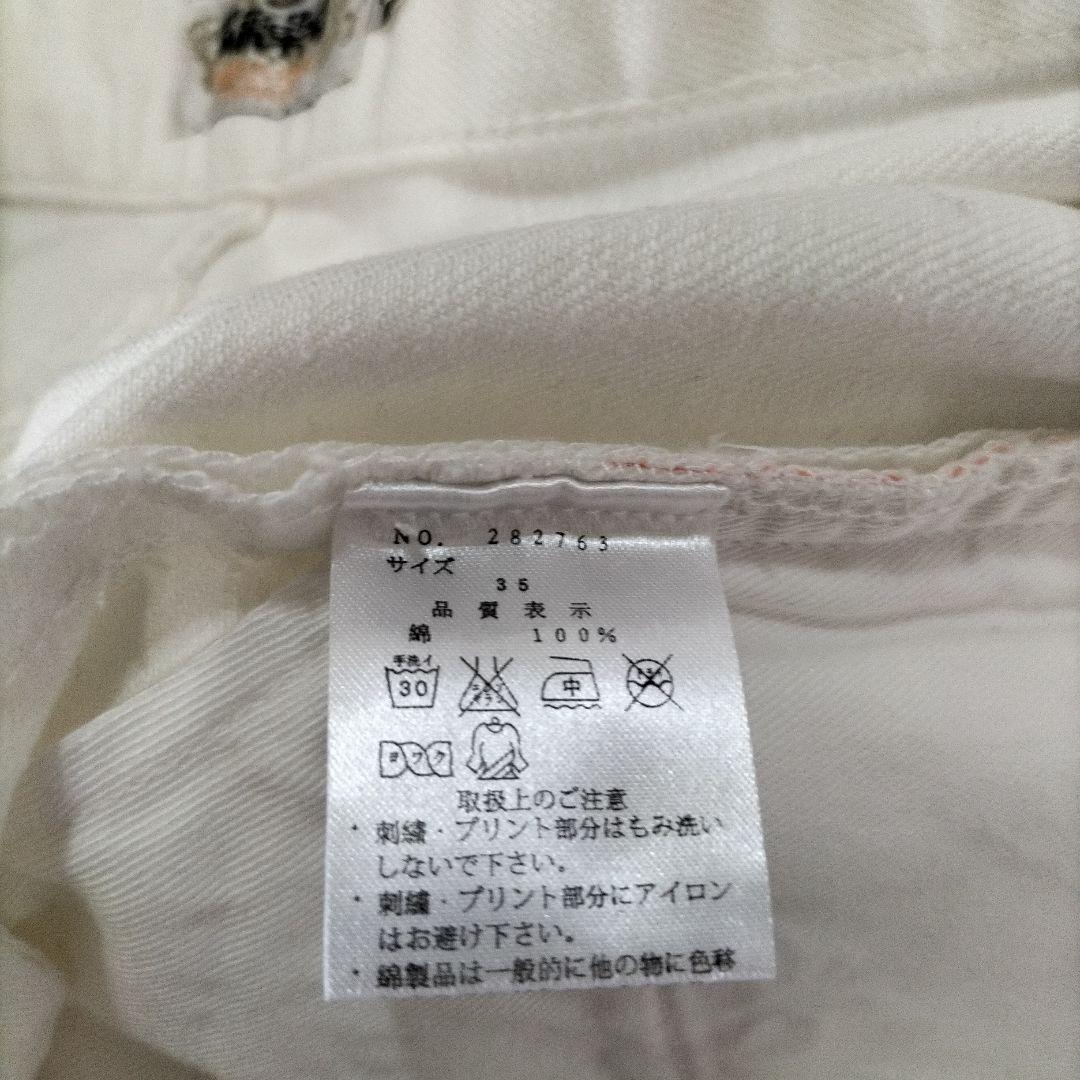 NO. 282763
サイズ
35
品質表示
綿 100%
手洗イ
30
中
取扱上のご注意
・刺繍・プリント部分はもみ洗い
しないで下さい。
・刺繍・プリント部分にアイロン
はお避け下さい。
・綿製品は一般的に他の物に色移